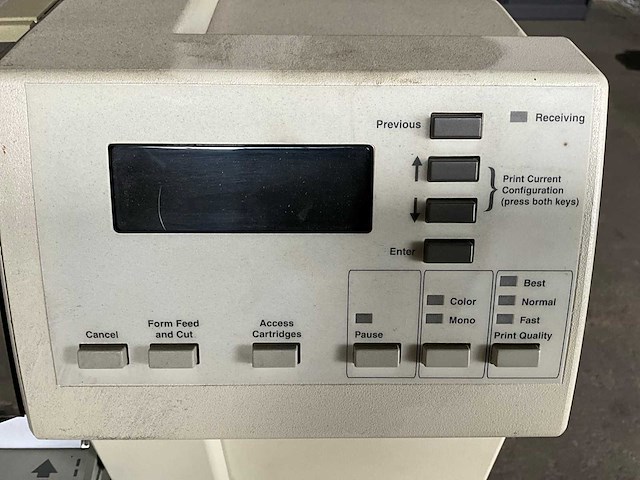 Previous
Receiving
Print Current
Configuration
(press both keys)
Enter
Best
Color
Normal
Mono
Fast
Cancel
Form Feed
and Cut
Access
Cartridges
Pause
Print Quality